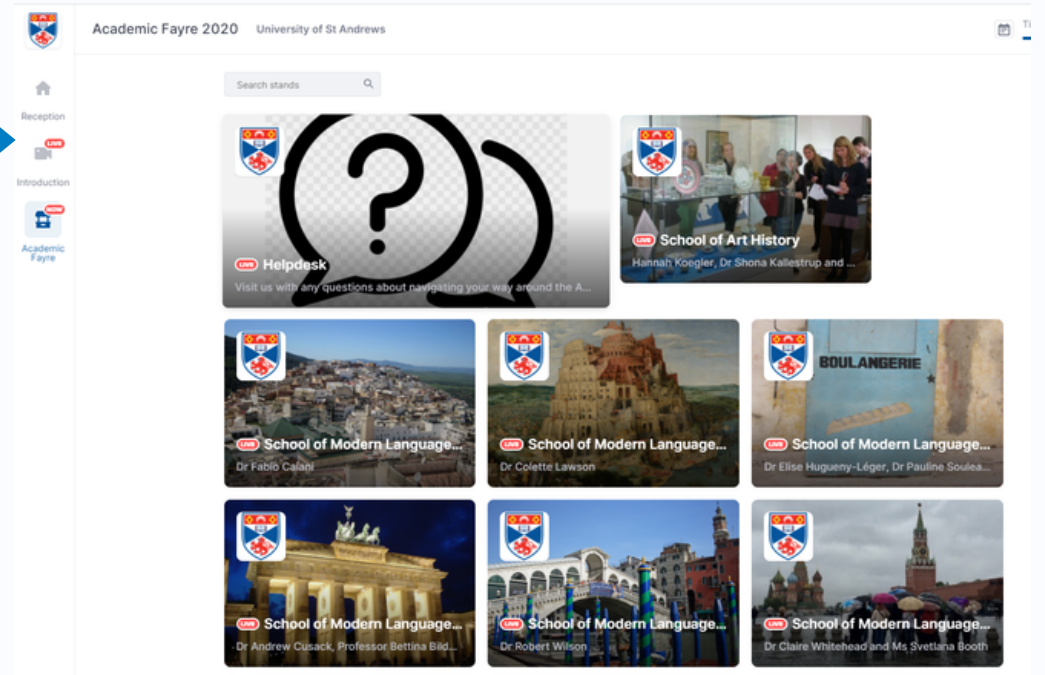 Academic Fayre 2020 University of St Andrews
Search stands
Reception
LIVE
Introduction
NOW
Academic
Fayre
LIVE Helpdesk
Visit us with any questions about navigating your way around the A...
LIVE School of Art History
Hannah Koegler, Dr Shona Kallestrup and ...
LIVE School of Modern Language...
Dr Fabio Caiani
LIVE School of Modern Language...
Dr Colette Lawson
BOULANGERIE
LIVE School of Modern Language...
Dr Elise Hugueny-Léger, Dr Pauline Soulea...
LIVE School of Modern Language...
Dr Andrew Cusack, Professor Bettina Bild...
LIVE School of Modern Language...
Dr Robert Wilson
LIVE School of Modern Language...
Dr Claire Whitehead and Ms Svetlana Booth